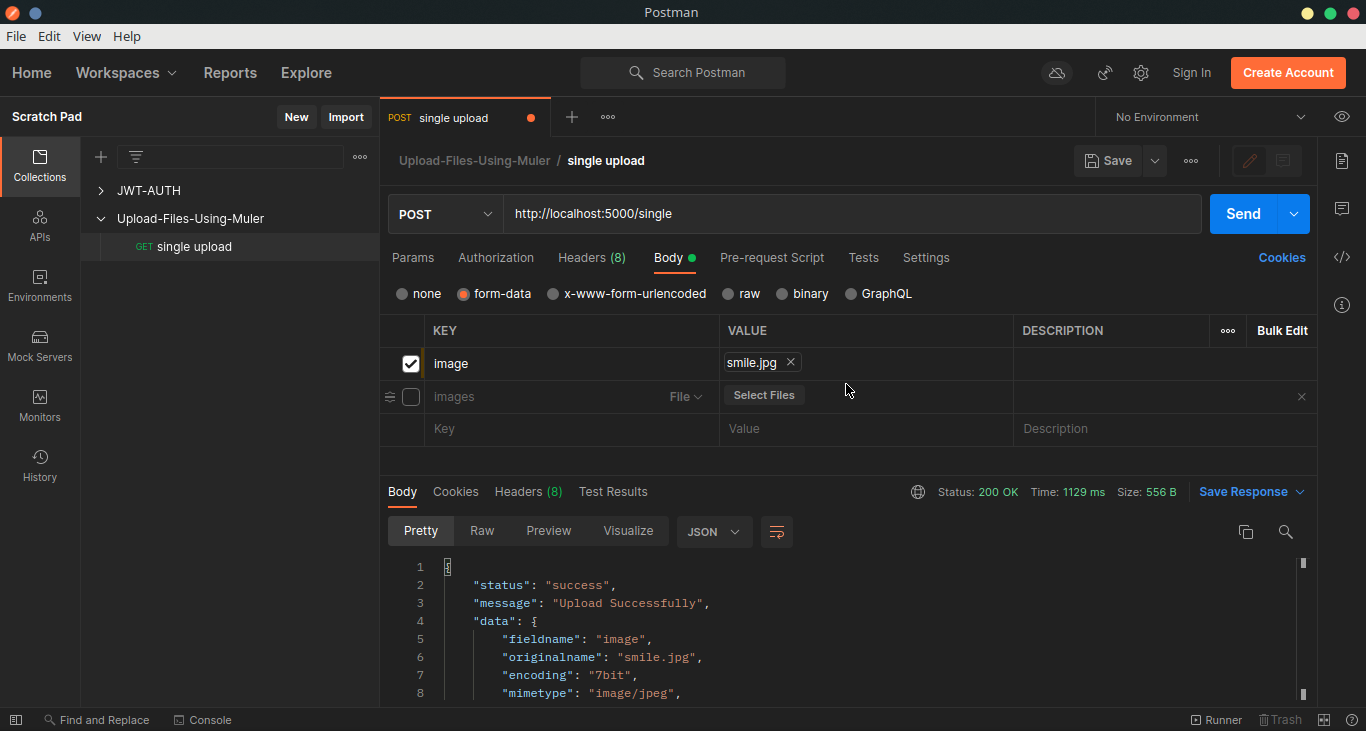 Postman
File Edit View Help
Home Workspaces Reports Explore Search Postman Sign In Create Account
Scratch Pad New Import
POST single upload No Environment
Collections
APIs
Environments
Mock Servers
Monitors
History
JWT-AUTH
Upload-Files-Using-Muler
GET single upload
Upload-Files-Using-Muler / single upload Save
POST http://localhost:5000/single Send
Params Authorization Headers (8) Body Pre-request Script Tests Settings Cookies
none form-data x-www-form-urlencoded raw binary GraphQL
KEY VALUE DESCRIPTION Bulk Edit
image smile.jpg
images File Select Files
Key Value Description
Body Cookies Headers (8) Test Results Status: 200 OK Time: 1129 ms Size: 556 B Save Response
Pretty Raw Preview Visualize JSON
1 {
2 "status": "success",
3 "message": "Upload Successfully",
4 "data": {
5 "fieldname": "image",
6 "originalname": "smile.jpg",
7 "encoding": "7bit",
8 "mimetype": "image/jpeg",
Find and Replace Console Runner Trash